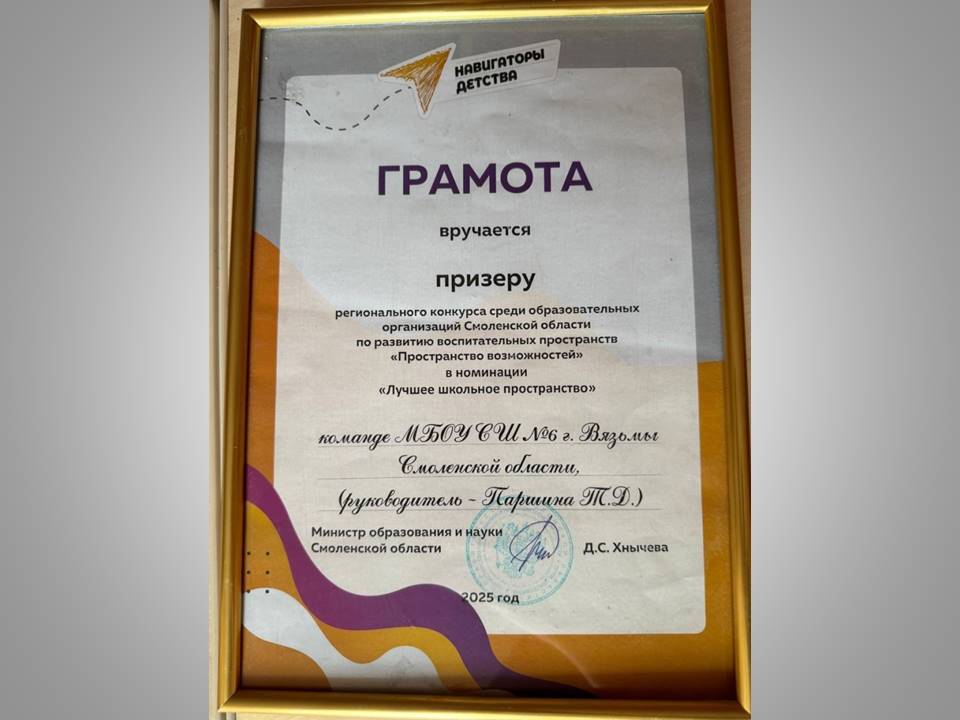 НАВИГАТОРЫ
ДЕТСТВА
ГРАМОТА
вручается
призеру
регионального конкурса среди образовательных
организаций Смоленской области
по развитию воспитательных пространств
«Пространство возможностей»
в номинации
«Лучшее школьное пространство»
команде МБОУ СШ №6 г. Вязьмы
Смоленской области,
(руководитель - Паршина Т.Д.)
Министр образования и науки
Смоленской области
Д.С. Хнычева
2025 год